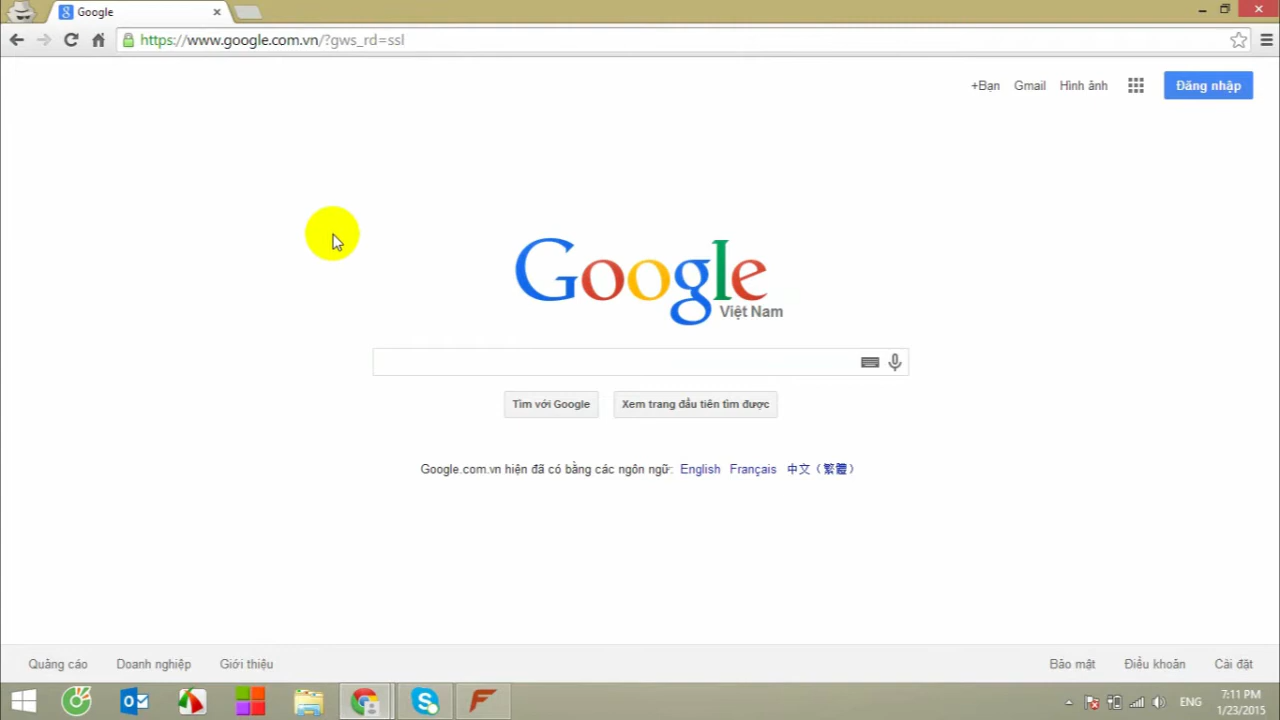 Google
https://www.google.com.vn/?gws_rd=ssl
+Bạn Gmail Hình ảnh Đăng nhập
Google
Việt Nam
Tìm với Google Xem trang đầu tiên tìm được
Google.com.vn hiện đã có bằng các ngôn ngữ: English Français 中文（繁體）
Quảng cáo Doanh nghiệp Giới thiệu Bảo mật Điều khoản Cài đặt
ENG 7:11 PM
1/23/2015